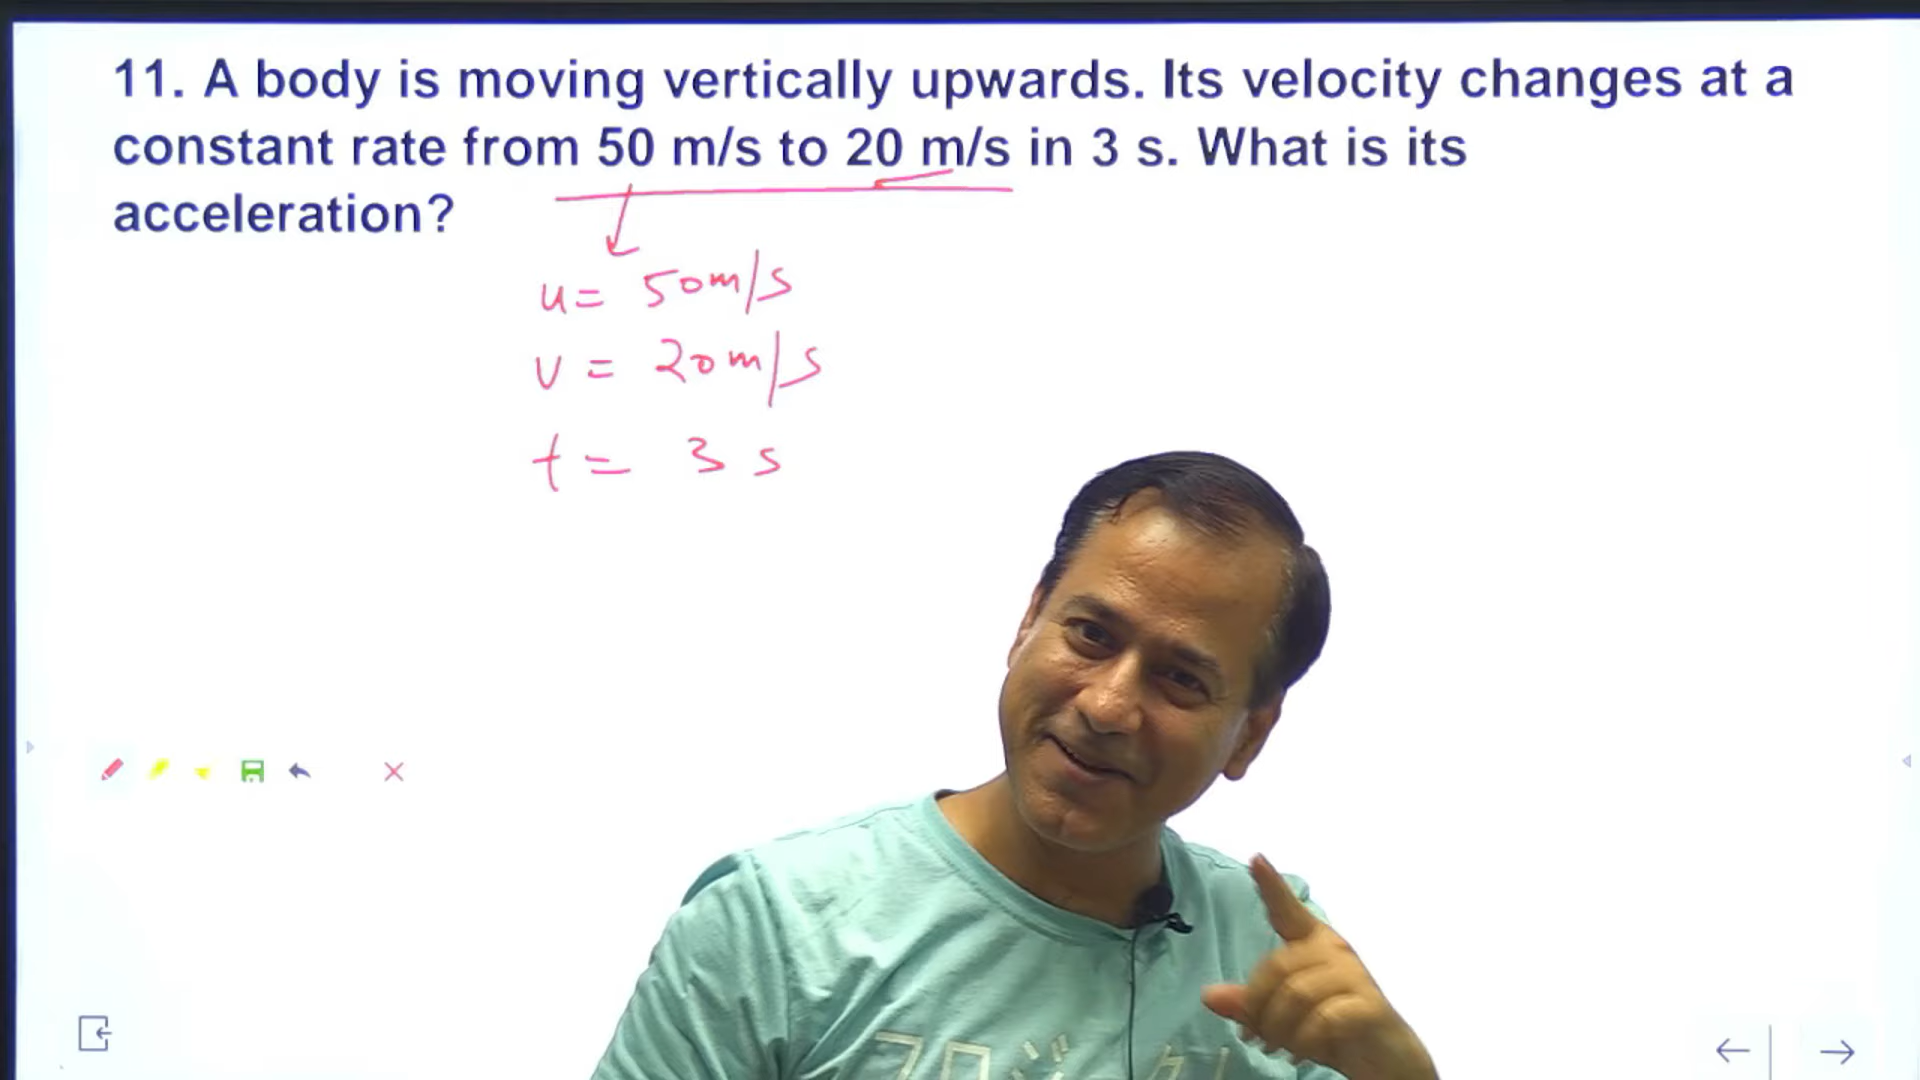 11. A body is moving vertically upwards. Its velocity changes at a
constant rate from 50 m/s to 20 m/s in 3 s. What is its
acceleration?
u = 50m/s
v = 20m/s
t = 3 s